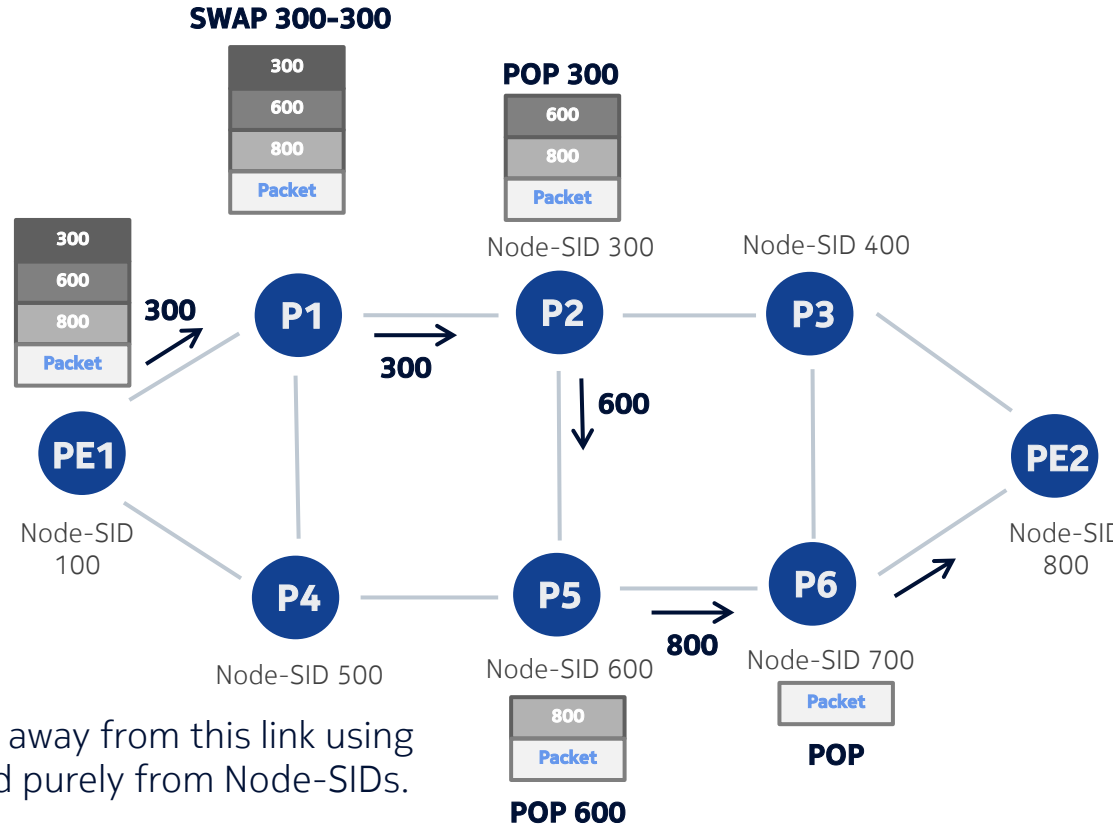 SWAP 300-300
300
600
800
Packet
POP 300
600
800
Packet
300
600
800
Packet
300
Node-SID 300
Node-SID 400
P1
P2
P3
300
600
PE1
PE2
Node-SID
100
Node-SID
800
P4
P5
P6
800
Node-SID 500
Node-SID 600
Node-SID 700
800
Packet
Packet
POP
POP 600
away from this link using
d purely from Node-SIDs.